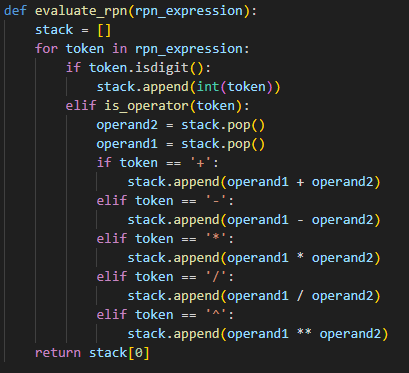 def evaluate_rpn(rpn_expression):
    stack = []
    for token in rpn_expression:
        if token.isdigit():
            stack.append(int(token))
        elif is_operator(token):
            operand2 = stack.pop()
            operand1 = stack.pop()
            if token == '+':
                stack.append(operand1 + operand2)
            elif token == '-':
                stack.append(operand1 - operand2)
            elif token == '*':
                stack.append(operand1 * operand2)
            elif token == '/':
                stack.append(operand1 / operand2)
            elif token == '^':
                stack.append(operand1 ** operand2)
    return stack[0]